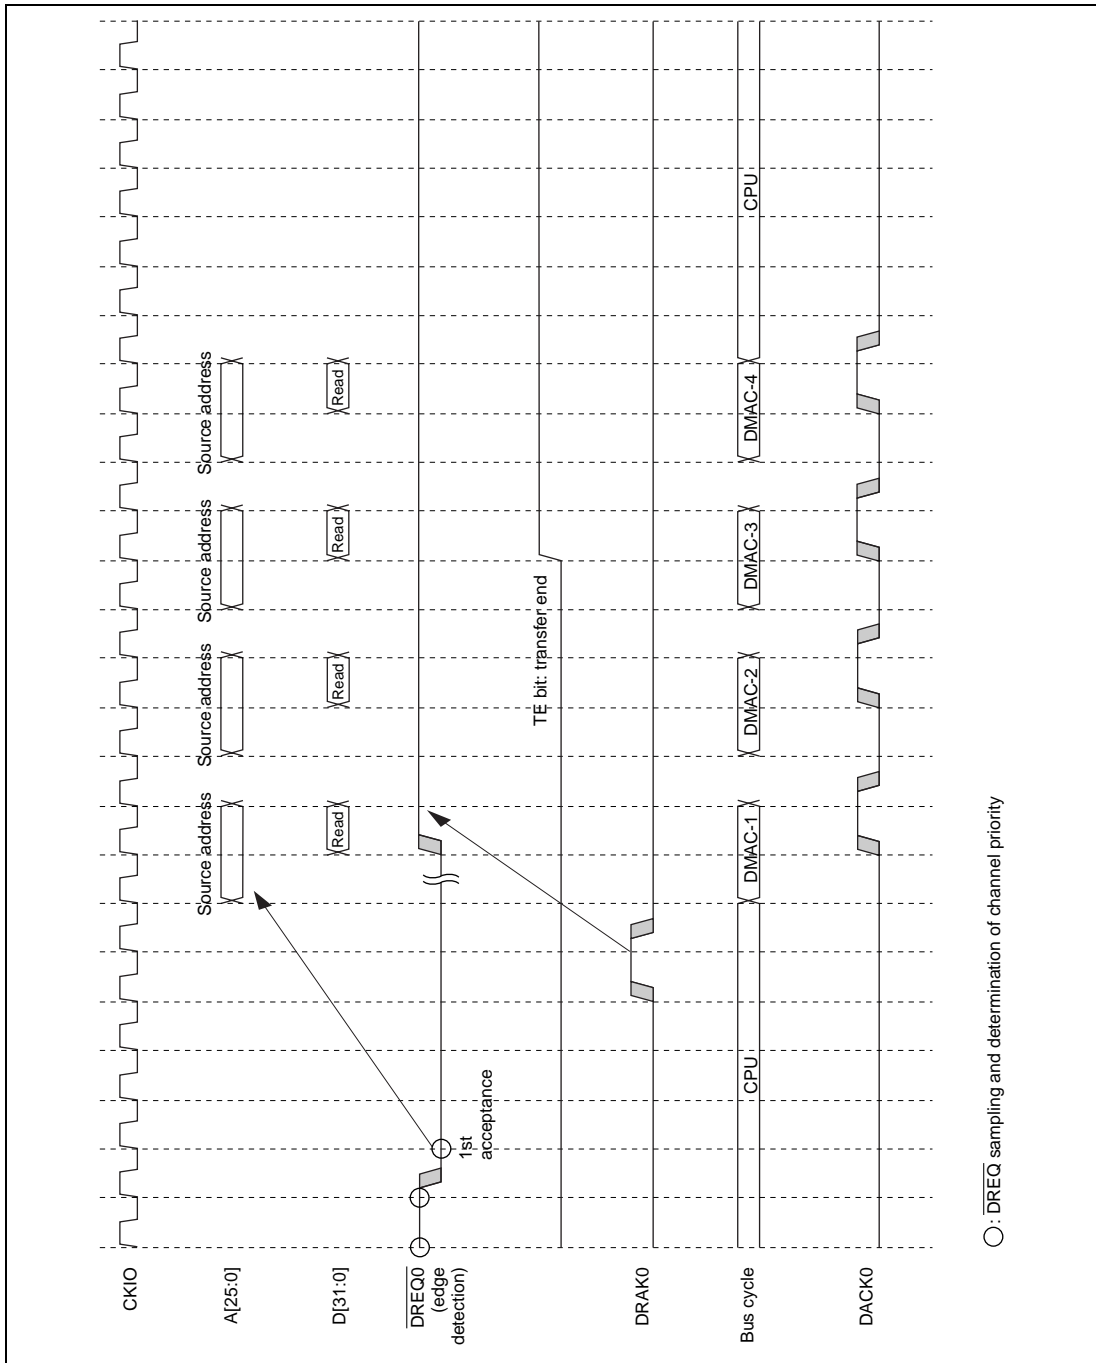 CKIO
Source address
Source address
Source address
Source address
A[25:0]
Read
Read
Read
Read
D[31:0]
DREQ0
(edge
detection)
1st
acceptance
TE bit: transfer end
DRAK0
CPU
DMAC-1
DMAC-2
DMAC-3
DMAC-4
CPU
Bus cycle
DACK0
: DREQ sampling and determination of channel priority